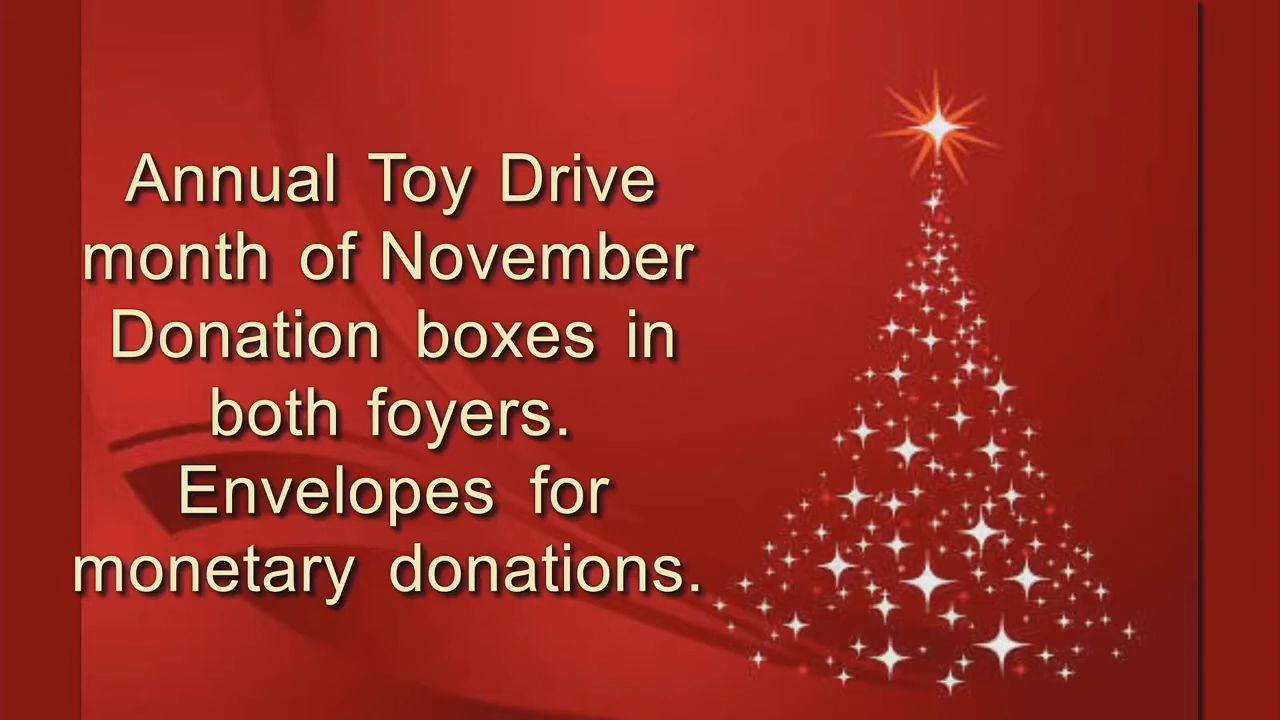 Annual Toy Drive
month of November
Donation boxes in
both foyers.
Envelopes for
monetary donations.